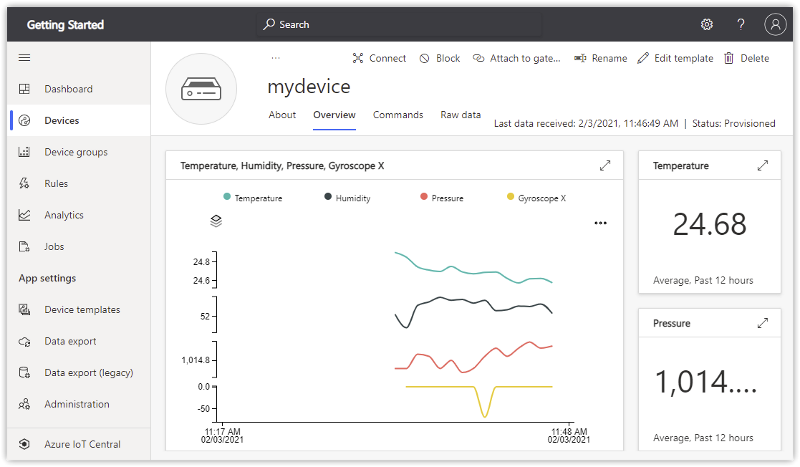 Getting Started
Search
Connect
Block
Attach to gate...
Rename
Edit template
Delete
mydevice
About
Overview
Commands
Raw data
Last data received: 2/3/2021, 11:46:49 AM | Status: Provisioned
Dashboard
Devices
Device groups
Rules
Analytics
Jobs
App settings
Device templates
Data export
Data export (legacy)
Administration
Azure IoT Central
Temperature, Humidity, Pressure, Gyroscope X
Temperature
Humidity
Pressure
Gyroscope X
24.8
24.6
52
1,014.8
0.0
-50
11:17 AM
02/03/2021
11:48 AM
02/03/2021
Temperature
24.68
Average, Past 12 hours
Pressure
1,014....
Average, Past 12 hours